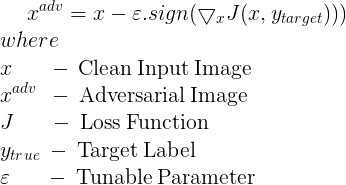 x^{adv} = x − ε.sign(▽_x J(x, y_{target})))
where
x − Clean Input Image
x^{adv} − Adversarial Image
J − Loss Function
y_{true} − Target Label
ε − Tunable Parameter